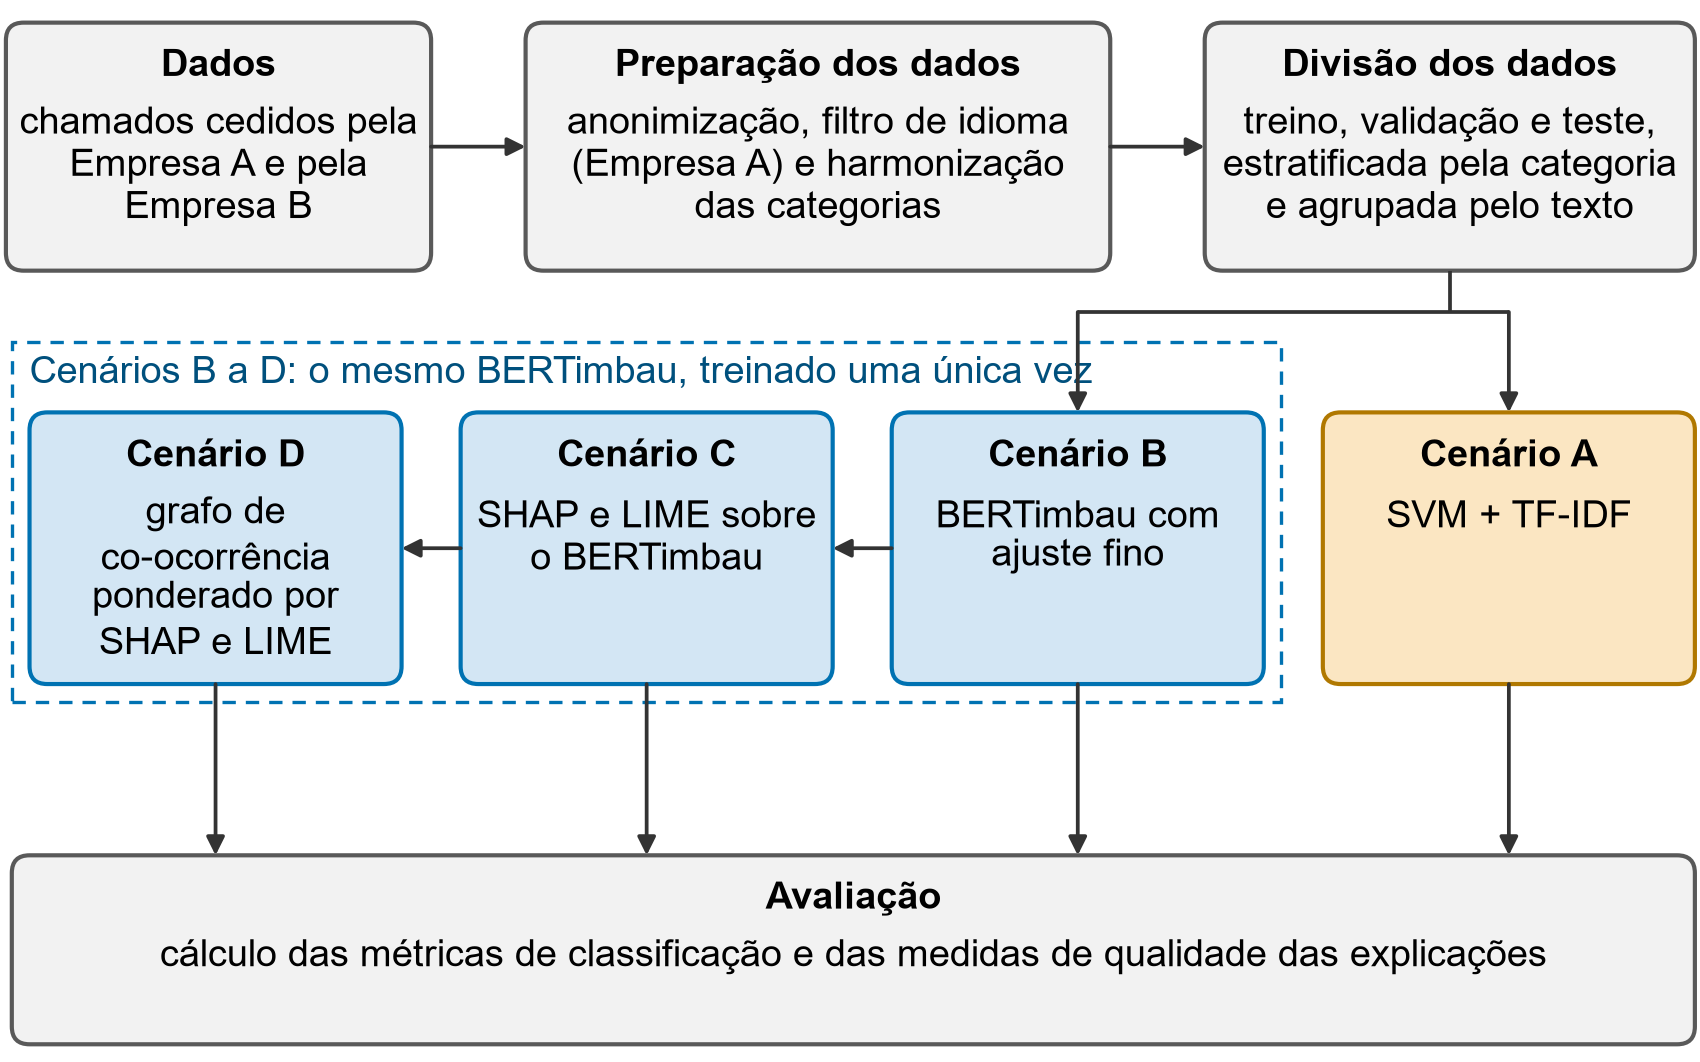 Dados
chamados cedidos pela
Empresa A e pela
Empresa B
Preparação dos dados
anonimização, filtro de idioma
(Empresa A) e harmonização
das categorias
Divisão dos dados
treino, validação e teste,
estratificada pela categoria
e agrupada pelo texto
Cenários B a D: o mesmo BERTimbau, treinado uma única vez
Cenário D
grafo de
co-ocorrência
ponderado por
SHAP e LIME
Cenário C
SHAP e LIME sobre
o BERTimbau
Cenário B
BERTimbau com
ajuste fino
Cenário A
SVM + TF-IDF
Avaliação
cálculo das métricas de classificação e das medidas de qualidade das explicações